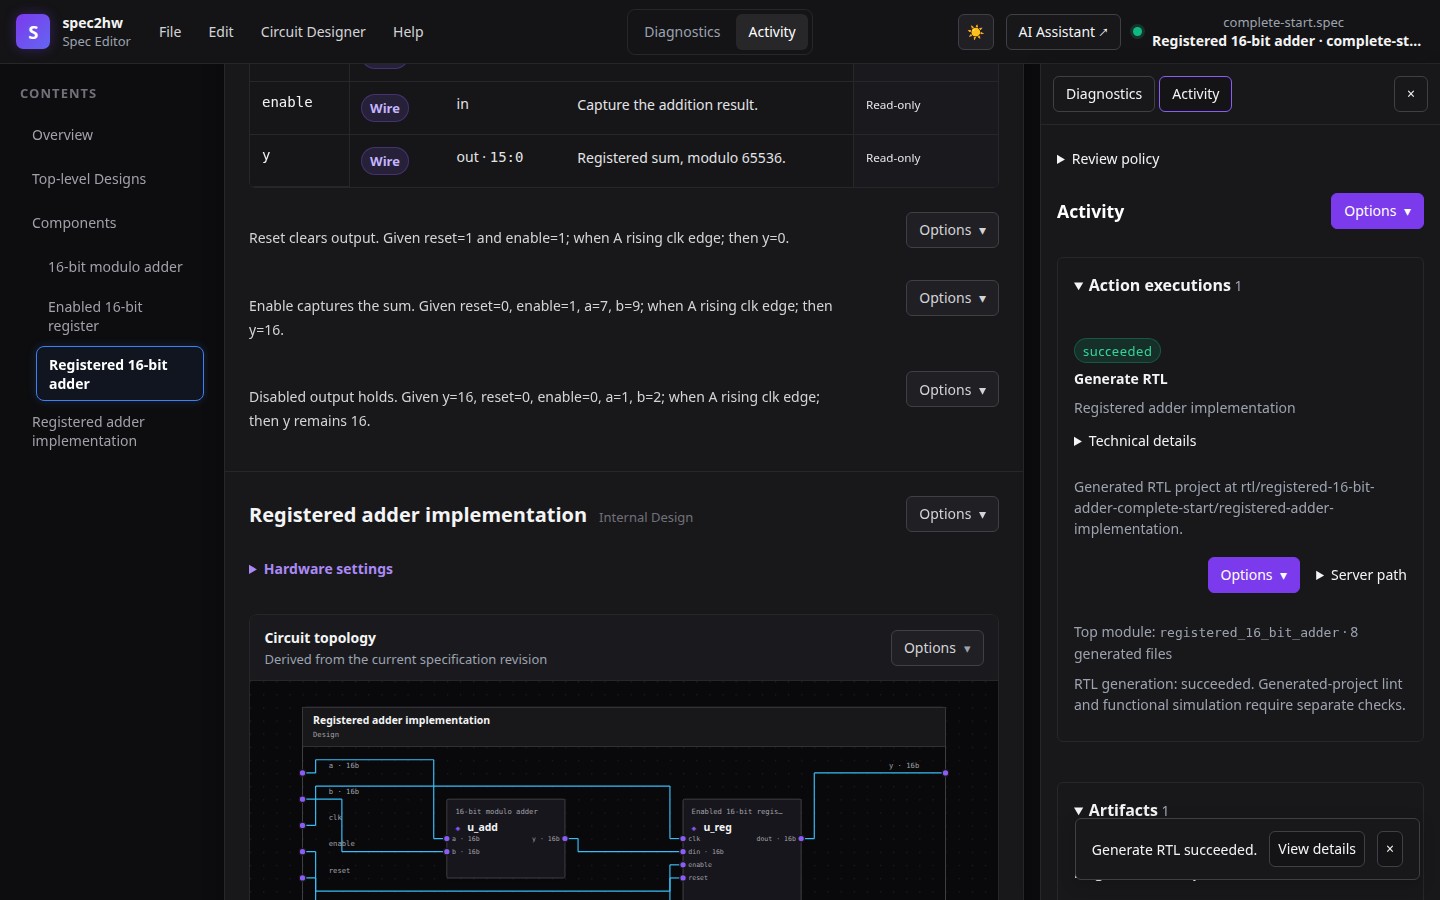 S
spec2hw
Spec Editor
File
Edit
Circuit Designer
Help
Diagnostics
Activity
AI Assistant ↗
complete-start.spec
Registered 16-bit adder · complete-st...
CONTENTS
Overview
Top-level Designs
Components
16-bit modulo adder
Enabled 16-bit
register
Registered 16-bit
adder
Registered adder
implementation
enable
Wire
in
Capture the addition result.
Read-only
y
Wire
out · 15:0
Registered sum, modulo 65536.
Read-only
Reset clears output. Given reset=1 and enable=1; when A rising clk edge; then y=0.
Options ▾
Enable captures the sum. Given reset=0, enable=1, a=7, b=9; when A rising clk edge; then
y=16.
Options ▾
Disabled output holds. Given y=16, reset=0, enable=0, a=1, b=2; when A rising clk edge;
then y remains 16.
Options ▾
Registered adder implementation
Internal Design
Options ▾
▶ Hardware settings
Circuit topology
Derived from the current specification revision
Options ▾
Registered adder implementation
Design
a · 16b
b · 16b
clk
enable
reset
y · 16b
16-bit modulo adder
u_add
a · 16b
y · 16b
b · 16b
Enabled 16-bit regis…
u_reg
clk
dout · 16b
din · 16b
enable
reset
Diagnostics
Activity
×
▶ Review policy
Activity
Options ▾
▼ Action executions 1
succeeded
Generate RTL
Registered adder implementation
▶ Technical details
Generated RTL project at rtl/registered-16-bit-
adder-complete-start/registered-adder-
implementation.
Options ▾
▶ Server path
Top module: registered_16_bit_adder · 8
generated files
RTL generation: succeeded. Generated-project lint
and functional simulation require separate checks.
▼ Artifacts 1
Generate RTL succeeded.
View details
×